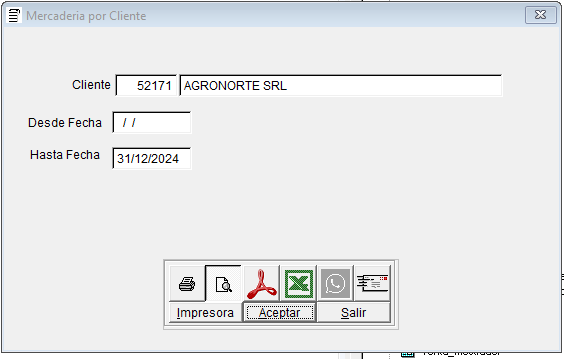 Mercaderia por Cliente
Cliente 52171 AGRONORTE SRL
Desde Fecha / /
Hasta Fecha 31/12/2024
Impresora Aceptar Salir